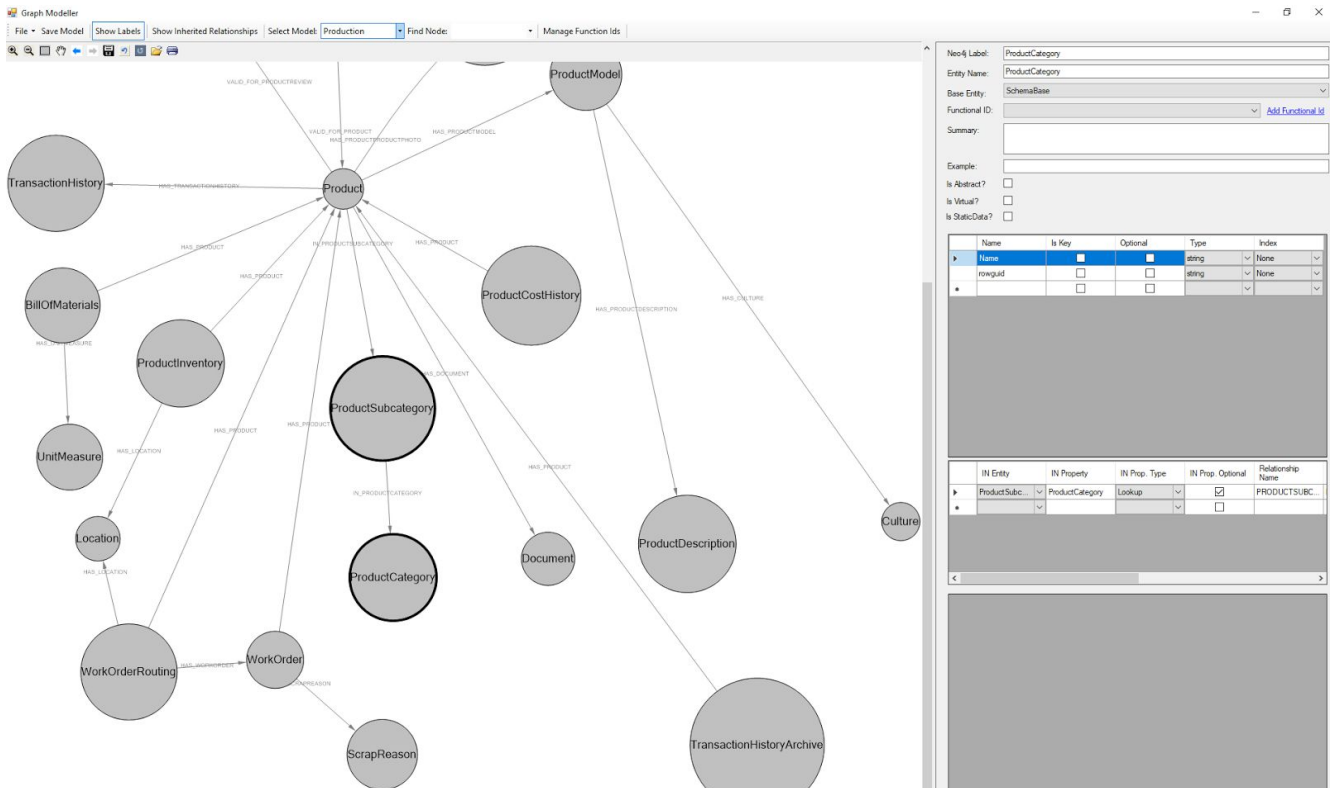 Graph Modeller
File Save Model Show Labels Show Inherited Relationships Select Model: Production Find Node: Manage Function Ids
Neo4j Label: ProductCategory
Entity Name: ProductCategory
Base Entity: SchemaBase
Functional ID: Add Functional Id
Summary:
Example:
Is Abstract?
Is Virtual?
Is StaticData?
Name Is Key Optional Type Index
Name string None
rowguid string None
IN Entity IN Property IN Prop. Type IN Prop. Optional Relationship Name
ProductSubc... ProductCategory Lookup PRODUCTSUBC...
ProductModel
VALID_FOR_PRODUCTREVIEW
VALID_FOR_PRODUCT
HAS_PRODUCTMODEL
HAS_PRODUCTPRODUCTPHOTO
TransactionHistory
HAS_TRANSACTIONHISTORY
Product
HAS_PRODUCT
IN_PRODUCTSUBCATEGORY
HAS_PRODUCT
HAS_PRODUCT
BillOfMaterials
ProductCostHistory
HAS_CULTURE
HAS_PRODUCTDESCRIPTION
ProductInventory
HAS_DOCUMENT
ProductSubcategory
HAS_PRODUCT
HAS_PRODUCT
HAS_LOCATION
UnitMeasure
HAS_PRODUCT
IN_PRODUCTCATEGORY
Culture
Location
ProductDescription
Document
HAS_LOCATION
ProductCategory
WorkOrder
HAS_WORKORDER
WorkOrderRouting
TransactionHistoryArchive
ScrapReason